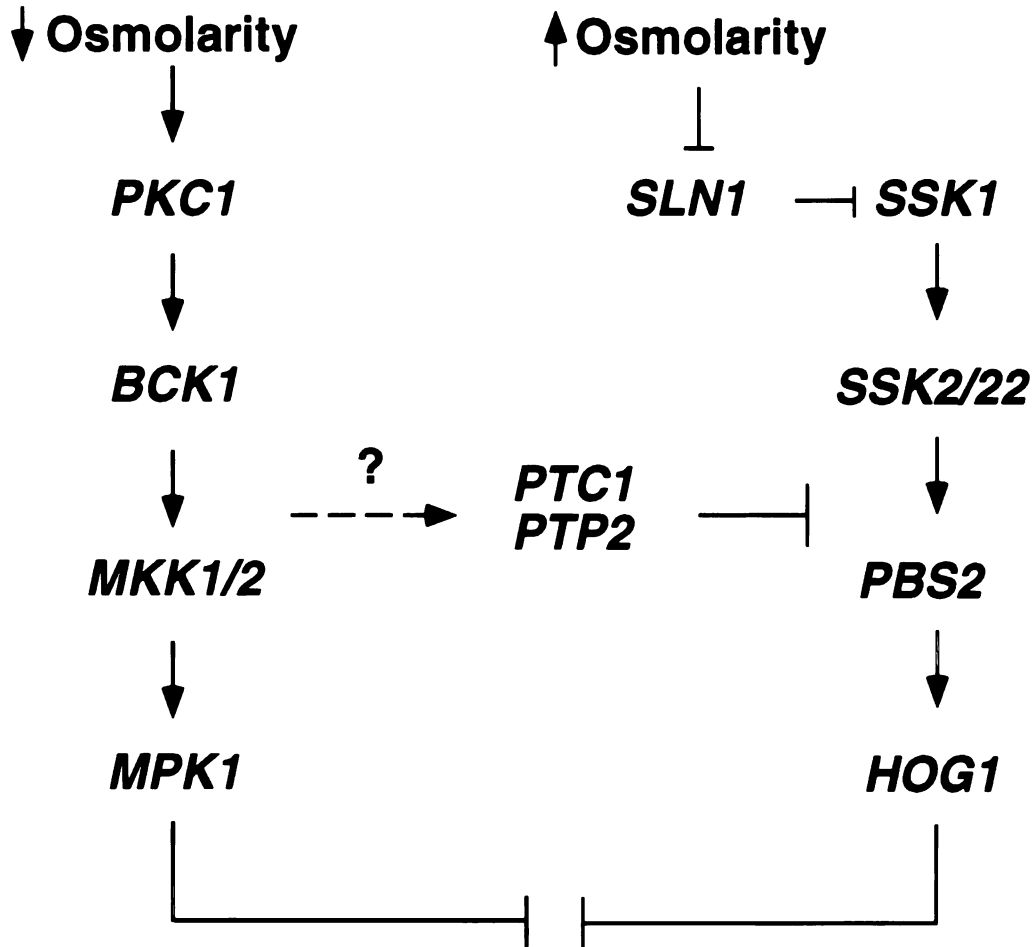 ↓ Osmolarity
↑ Osmolarity
PKC1
SLN1
SSK1
BCK1
SSK2/22
?
PTC1
PTP2
MKK1/2
PBS2
MPK1
HOG1